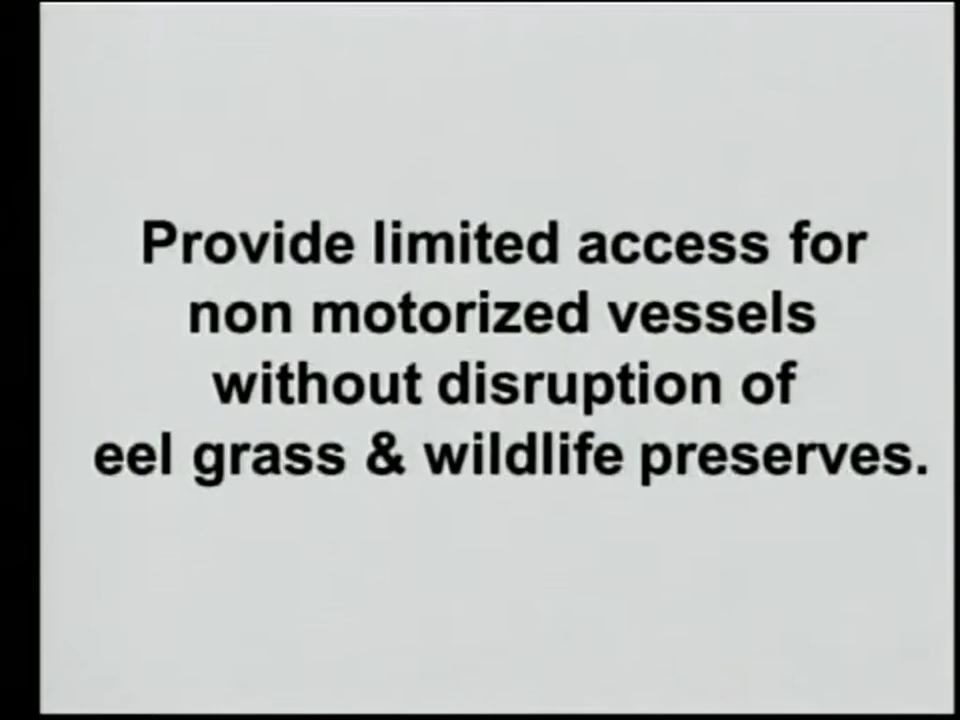 Provide limited access for
non motorized vessels
without disruption of
eel grass & wildlife preserves.